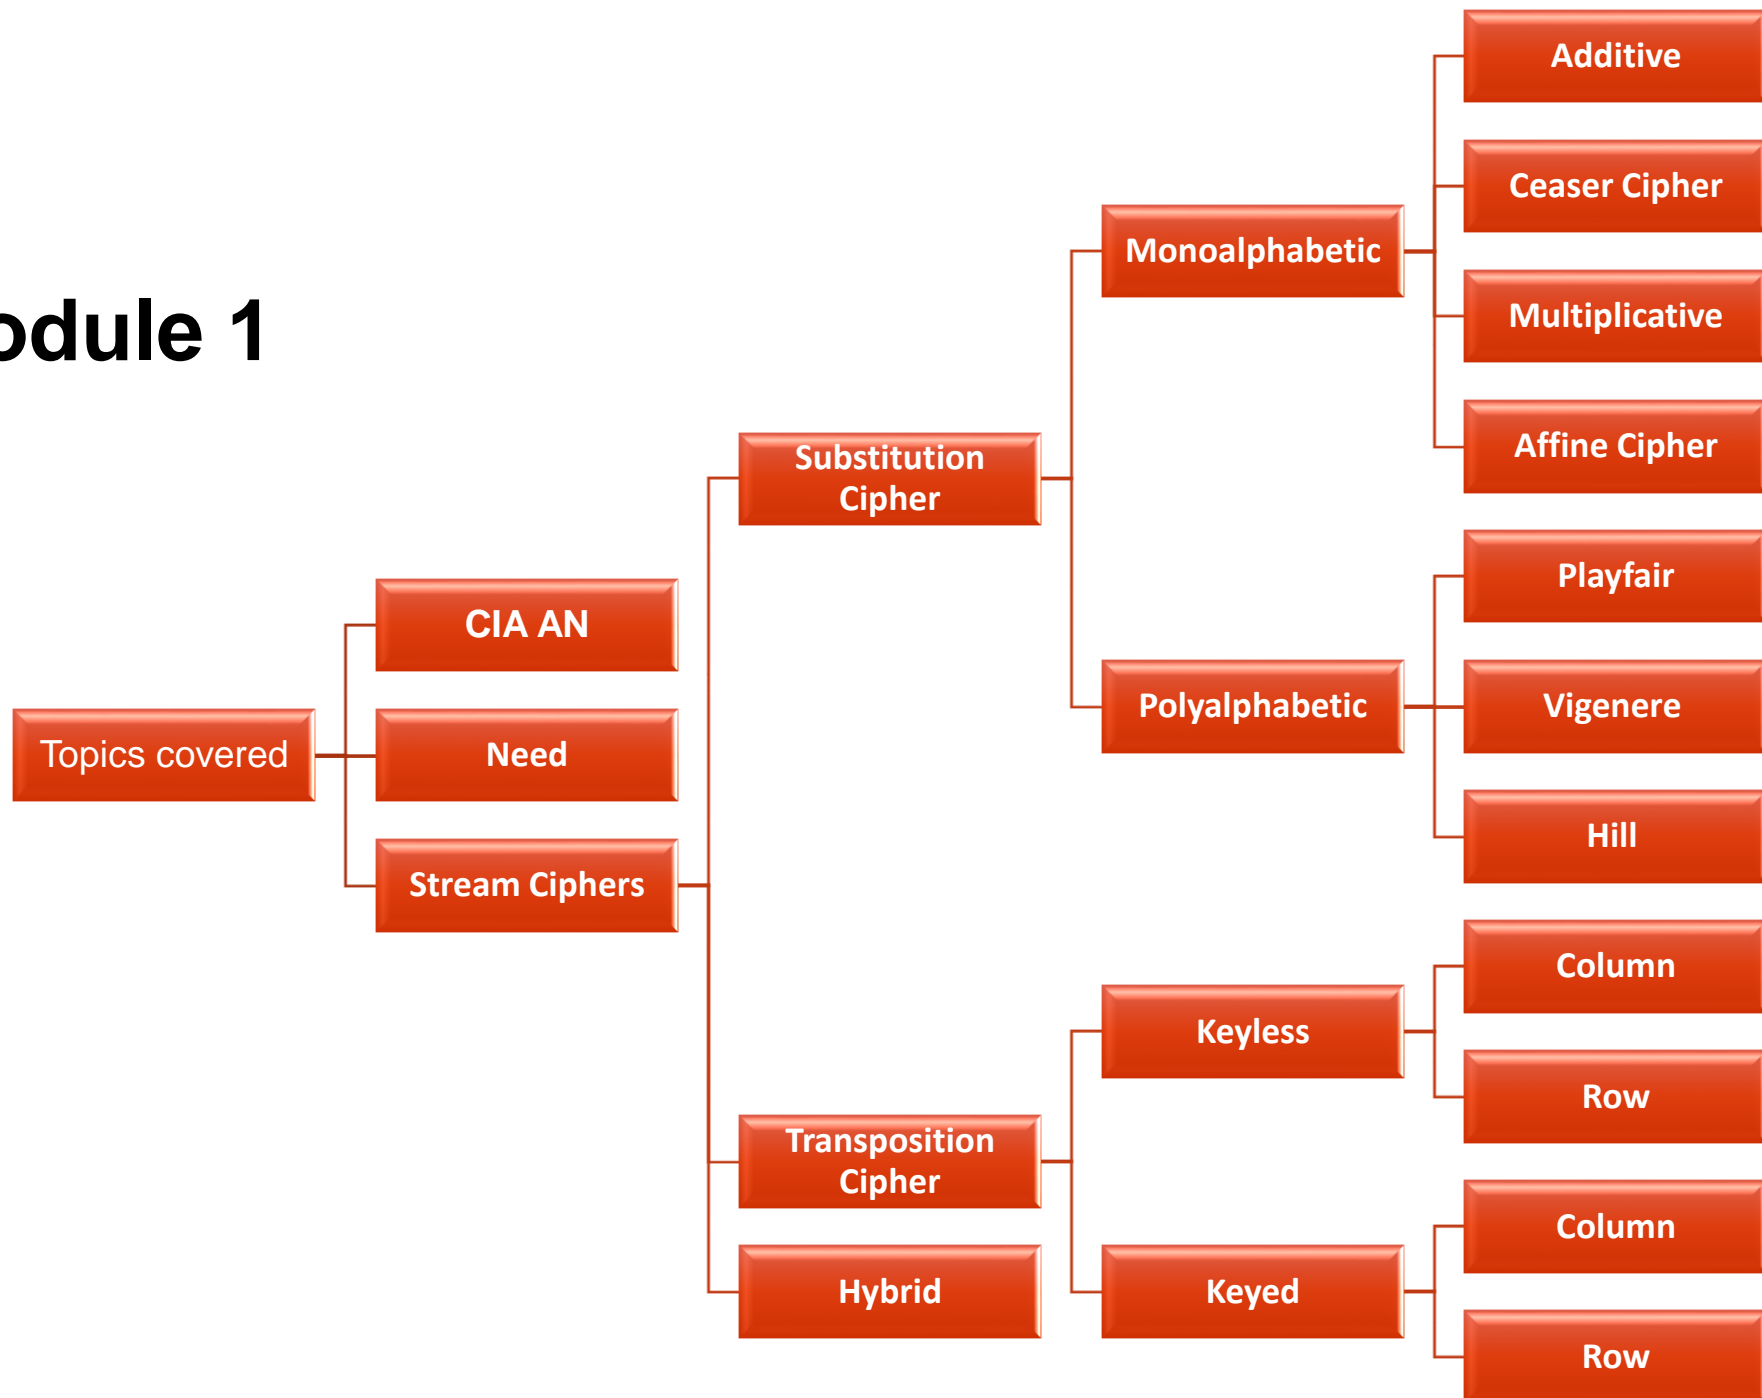 odule 1
Topics covered
CIA AN
Need
Stream Ciphers
Substitution
Cipher
Transposition
Cipher
Hybrid
Monoalphabetic
Polyalphabetic
Keyless
Keyed
Additive
Ceaser Cipher
Multiplicative
Affine Cipher
Playfair
Vigenere
Hill
Column
Row
Column
Row